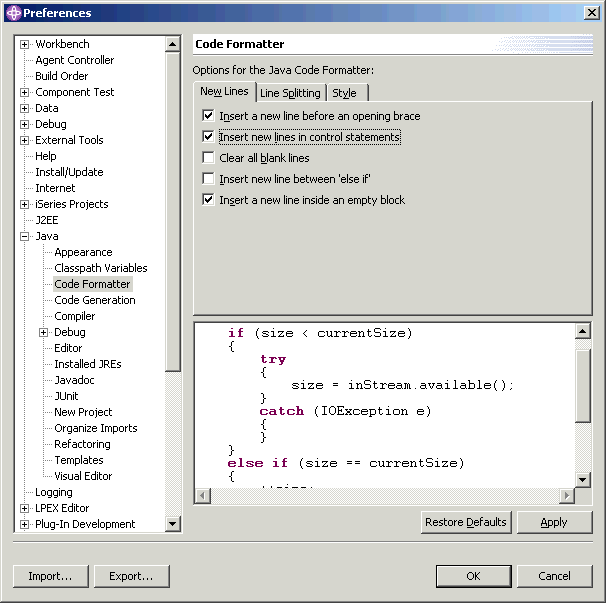 Preferences
Workbench
Agent Controller
Build Order
Component Test
Data
Debug
External Tools
Help
Install/Update
Internet
iSeries Projects
J2EE
Java
Appearance
Classpath Variables
Code Formatter
Code Generation
Compiler
Debug
Editor
Installed JREs
Javadoc
JUnit
New Project
Organize Imports
Refactoring
Templates
Visual Editor
Logging
LPEX Editor
Plug-In Development
Code Formatter
Options for the Java Code Formatter:
New Lines Line Splitting Style
Insert a new line before an opening brace
Insert new lines in control statements
Clear all blank lines
Insert new line between 'else if'
Insert a new line inside an empty block
if (size < currentSize)
{
try
{
size = inStream.available();
}
catch (IOException e)
{
}
}
else if (size == currentSize)
{
Restore Defaults Apply
Import... Export... OK Cancel